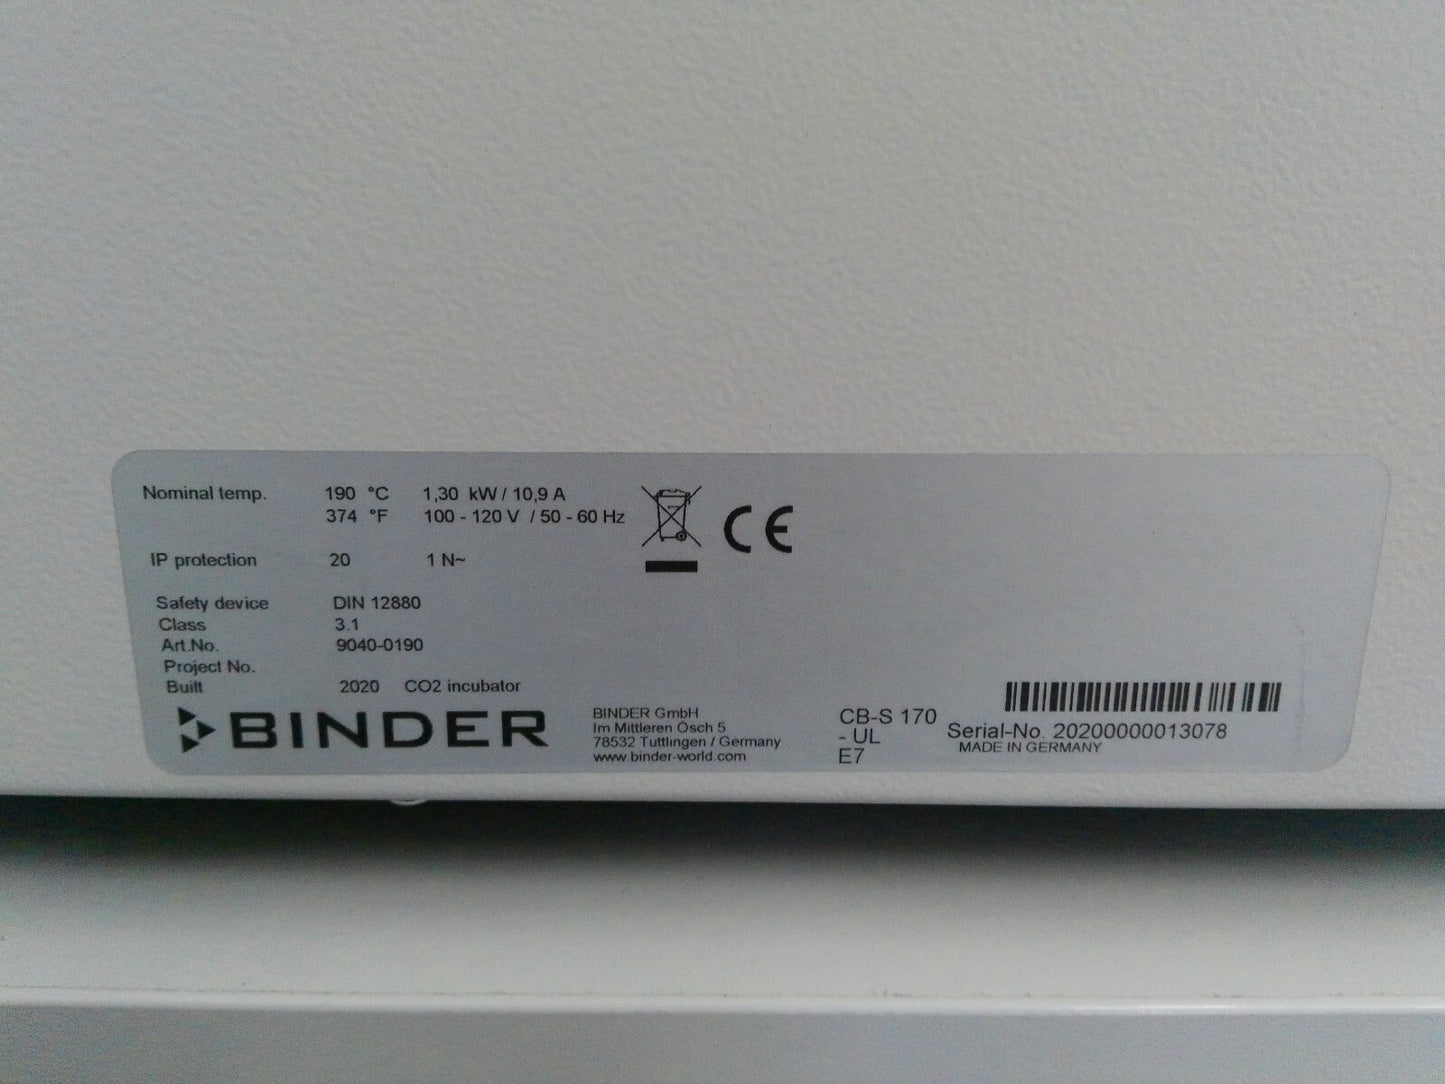 Nominal temp. 190 °C 1,30 kW / 10,9 A
374 °F 100 - 120 V / 50 - 60 Hz
IP protection 20 1 N~
CE
Safety device DIN 12880
Class 3.1
Art.No. 9040-0190
Project No.
Built 2020 CO2 incubator
BINDER
BINDER GmbH
Im Mittleren Ösch 5
78532 Tuttlingen / Germany
www.binder-world.com
CB-S 170
- UL
E7
Serial-No. 20200000013078
MADE IN GERMANY